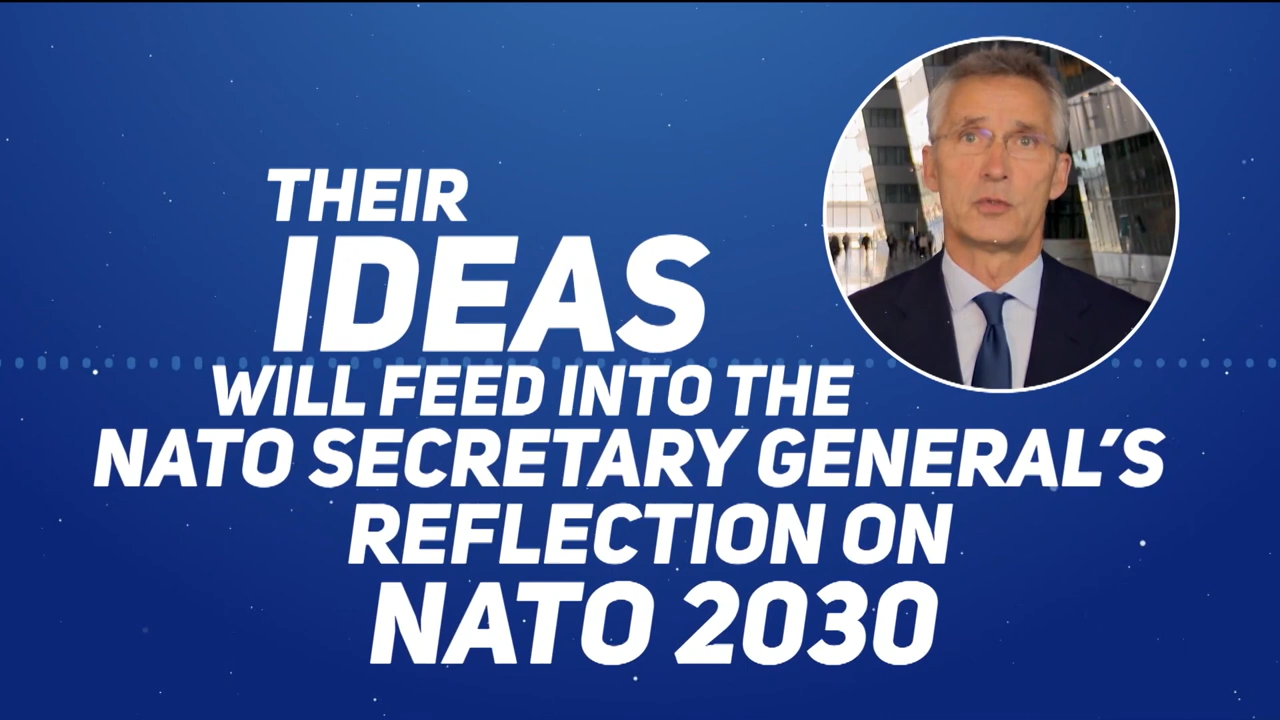 THEIR
IDEAS
WILL FEED INTO THE
NATO SECRETARY GENERAL'S
REFLECTION ON
NATO 2030